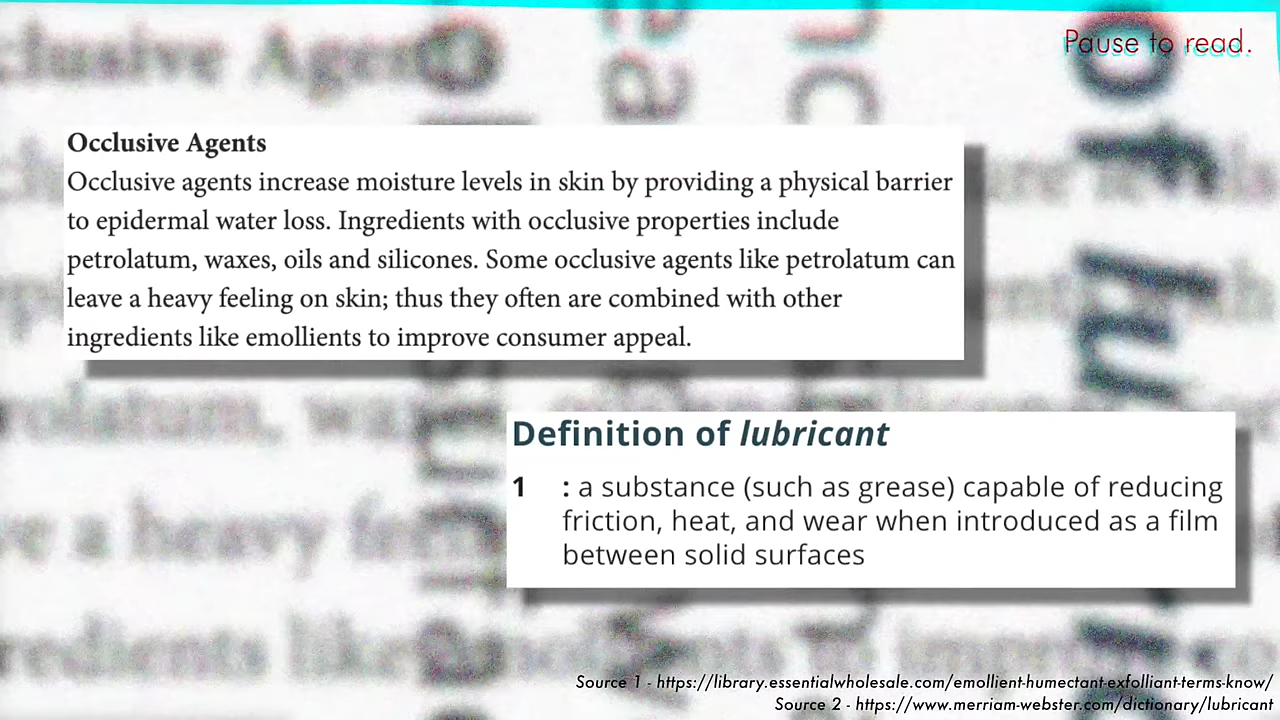 Pause to read.
Occlusive Agents
Occlusive agents increase moisture levels in skin by providing a physical barrier
to epidermal water loss. Ingredients with occlusive properties include
petrolatum, waxes, oils and silicones. Some occlusive agents like petrolatum can
leave a heavy feeling on skin; thus they often are combined with other
ingredients like emollients to improve consumer appeal.
Definition of lubricant
1 : a substance (such as grease) capable of reducing
friction, heat, and wear when introduced as a film
between solid surfaces
Source 1 - https://library.essentialwholesale.com/emollient-humectant-exfolliant-terms-know/
Source 2 - https://www.merriam-webster.com/dictionary/lubricant